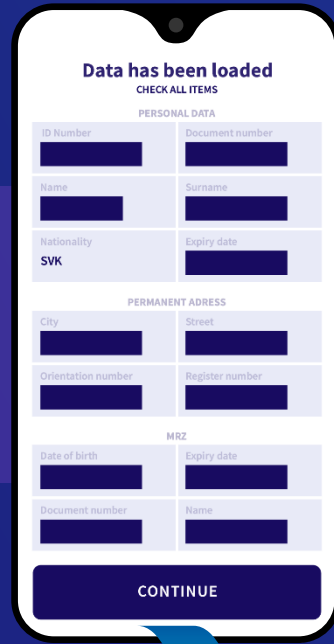 Data has been loaded
CHECK ALL ITEMS
PERSONAL DATA
ID Number
Document number
Name
Surname
Nationality
SVK
Expiry date
PERMANENT ADRESS
City
Street
Orientation number
Register number
MRZ
Date of birth
Expiry date
Document number
Name
CONTINUE